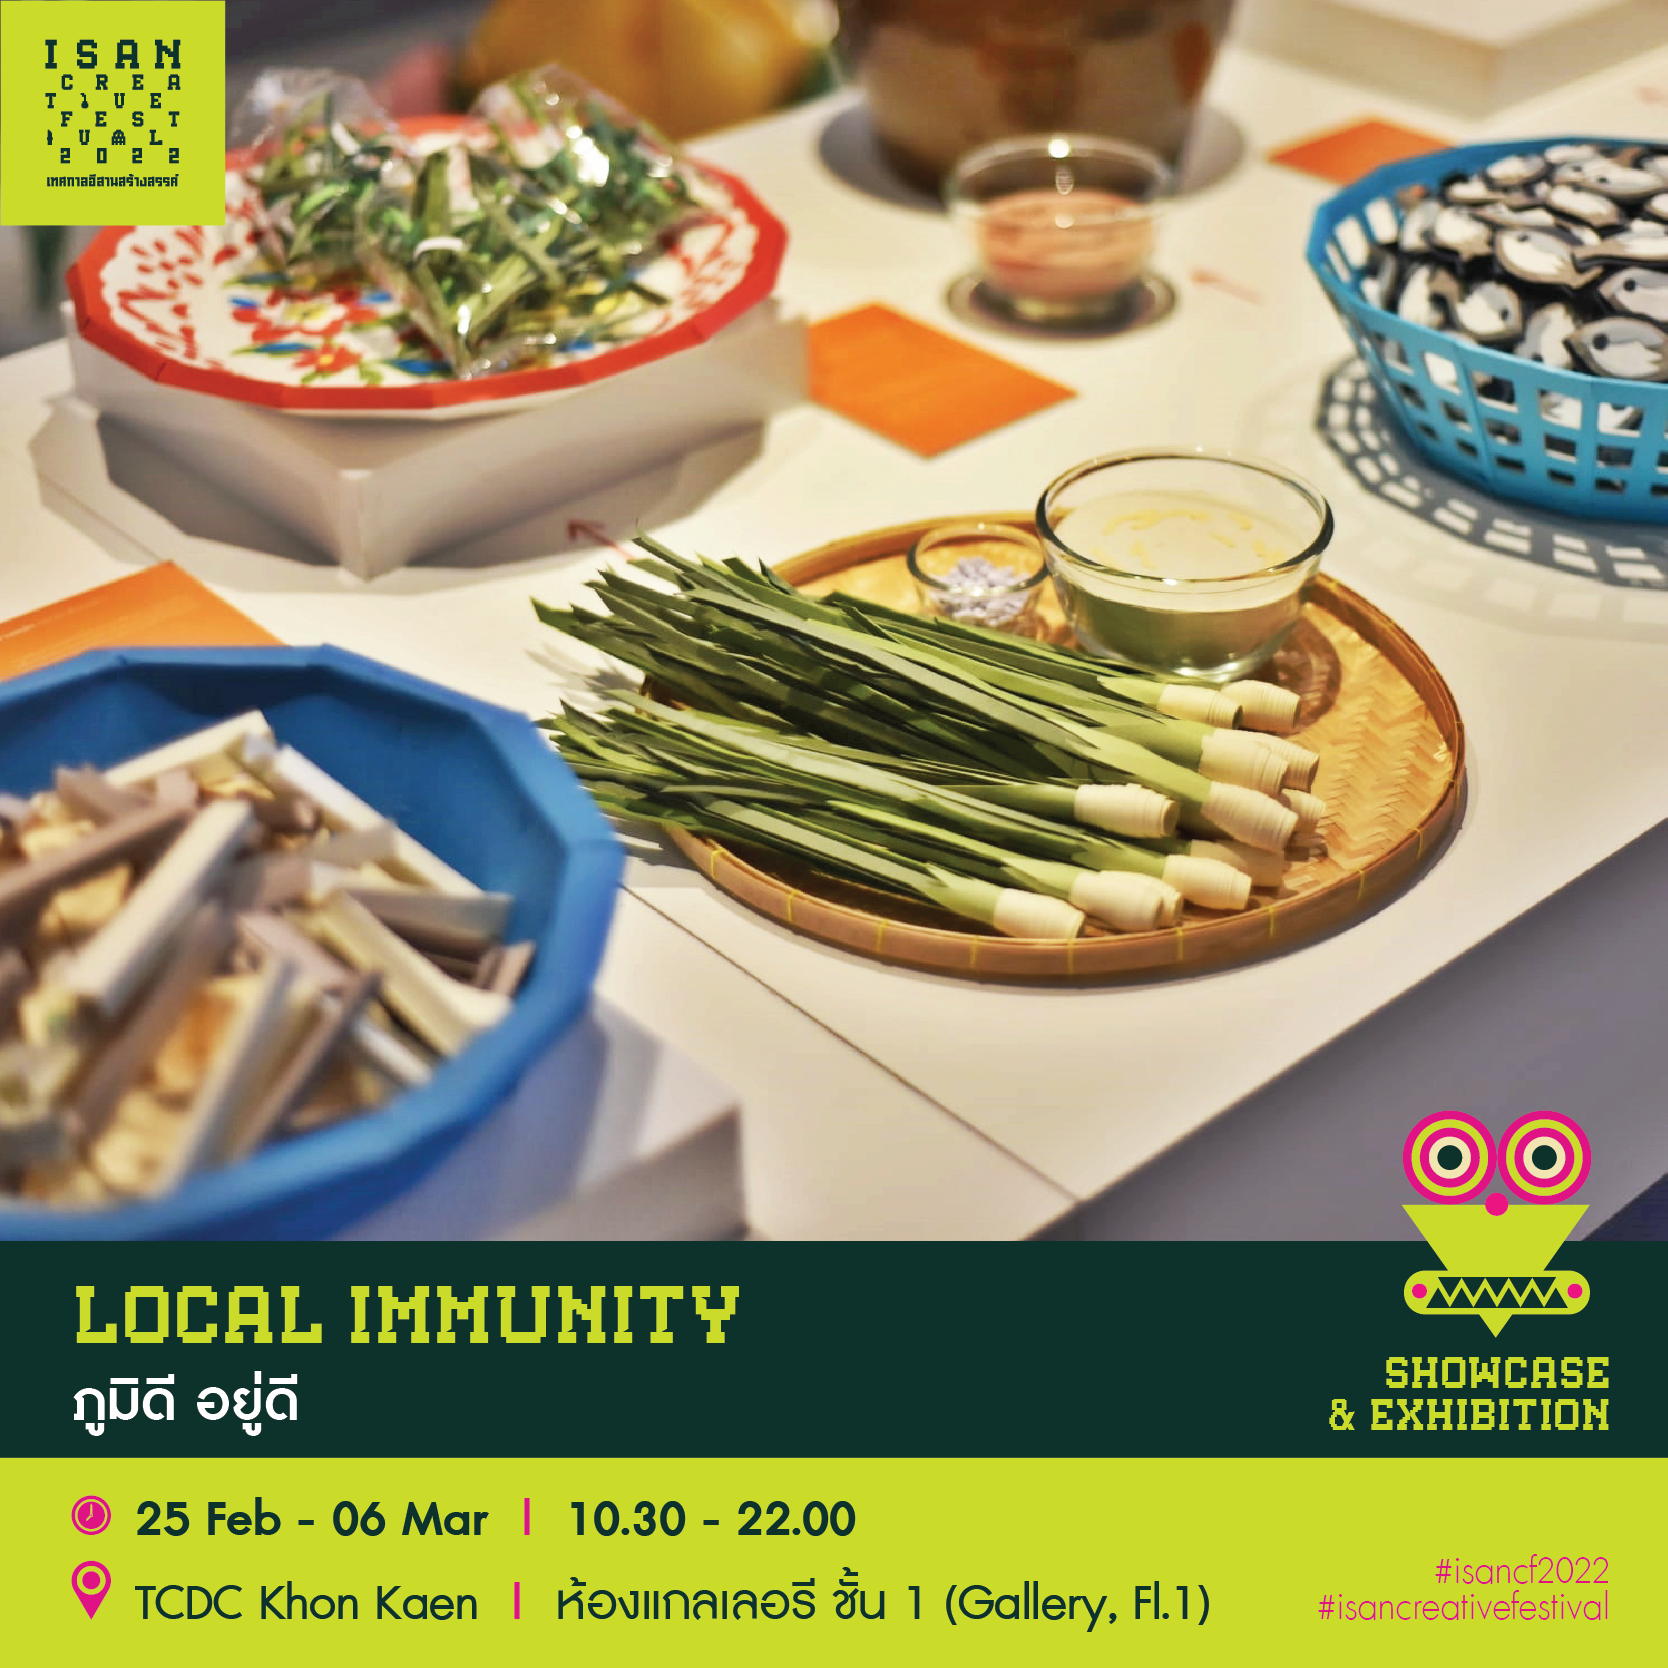 ISAN
CREA
TIVE
FEST
IVAL
2022
เทศกาลอีสานสร้างสรรค์
LOCAL IMMUNITY
ภูมิดี อยู่ดี
SHOWCASE
& EXHIBITION
25 Feb - 06 Mar | 10.30 - 22.00
TCDC Khon Kaen | ห้องแกลเลอรี ชั้น 1 (Gallery, Fl.1)
#isancf2022
#isancreativefestival